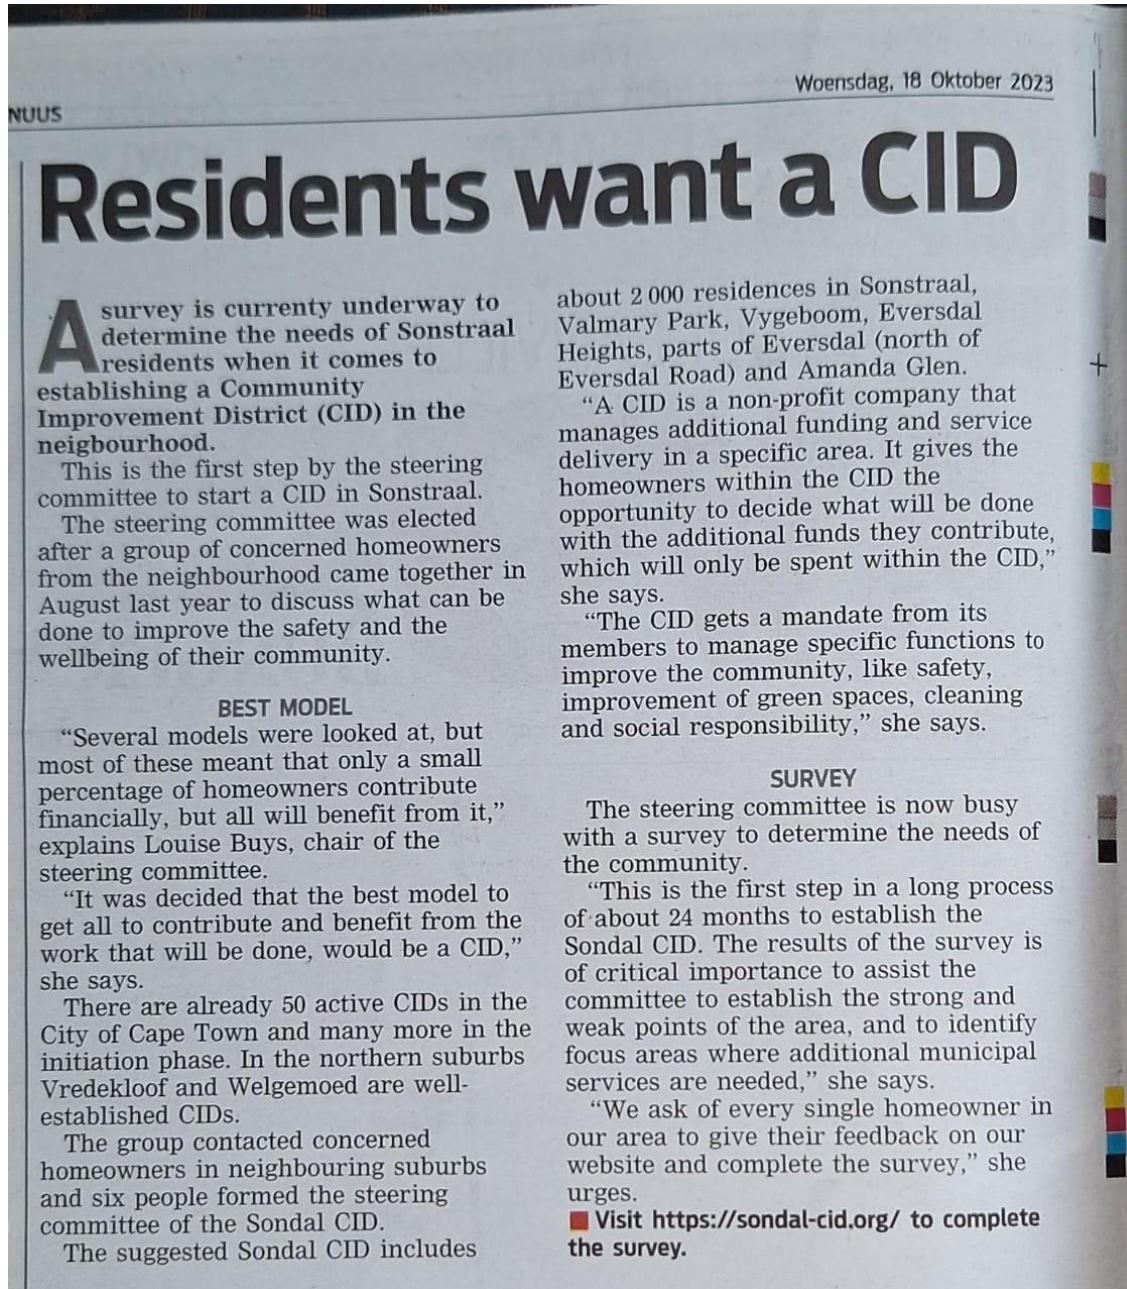 Woensdag, 18 Oktober 2023
NUUS
Residents want a CID
A survey is currenty underway to
determine the needs of Sonstraal
residents when it comes to
establishing a Community
Improvement District (CID) in the
neigbourhood.
This is the first step by the steering
committee to start a CID in Sonstraal.
The steering committee was elected
after a group of concerned homeowners
from the neighbourhood came together in
August last year to discuss what can be
done to improve the safety and the
wellbeing of their community.
BEST MODEL
“Several models were looked at, but
most of these meant that only a small
percentage of homeowners contribute
financially, but all will benefit from it,”
explains Louise Buys, chair of the
steering committee.
“It was decided that the best model to
get all to contribute and benefit from the
work that will be done, would be a CID,”
she says.
There are already 50 active CIDs in the
City of Cape Town and many more in the
initiation phase. In the northern suburbs
Vredekloof and Welgemoed are well-
established CIDs.
The group contacted concerned
homeowners in neighbouring suburbs
and six people formed the steering
committee of the Sondal CID.
The suggested Sondal CID includes
about 2 000 residences in Sonstraal,
Valmary Park, Vygeboom, Eversdal
Heights, parts of Eversdal (north of
Eversdal Road) and Amanda Glen.
“A CID is a non-profit company that
manages additional funding and service
delivery in a specific area. It gives the
homeowners within the CID the
opportunity to decide what will be done
with the additional funds they contribute,
which will only be spent within the CID,”
she says.
“The CID gets a mandate from its
members to manage specific functions to
improve the community, like safety,
improvement of green spaces, cleaning
and social responsibility,” she says.
SURVEY
The steering committee is now busy
with a survey to determine the needs of
the community.
“This is the first step in a long process
of about 24 months to establish the
Sondal CID. The results of the survey is
of critical importance to assist the
committee to establish the strong and
weak points of the area, and to identify
focus areas where additional municipal
services are needed,” she says.
“We ask of every single homeowner in
our area to give their feedback on our
website and complete the survey,” she
urges.
Visit https://sondal-cid.org/ to complete
the survey.